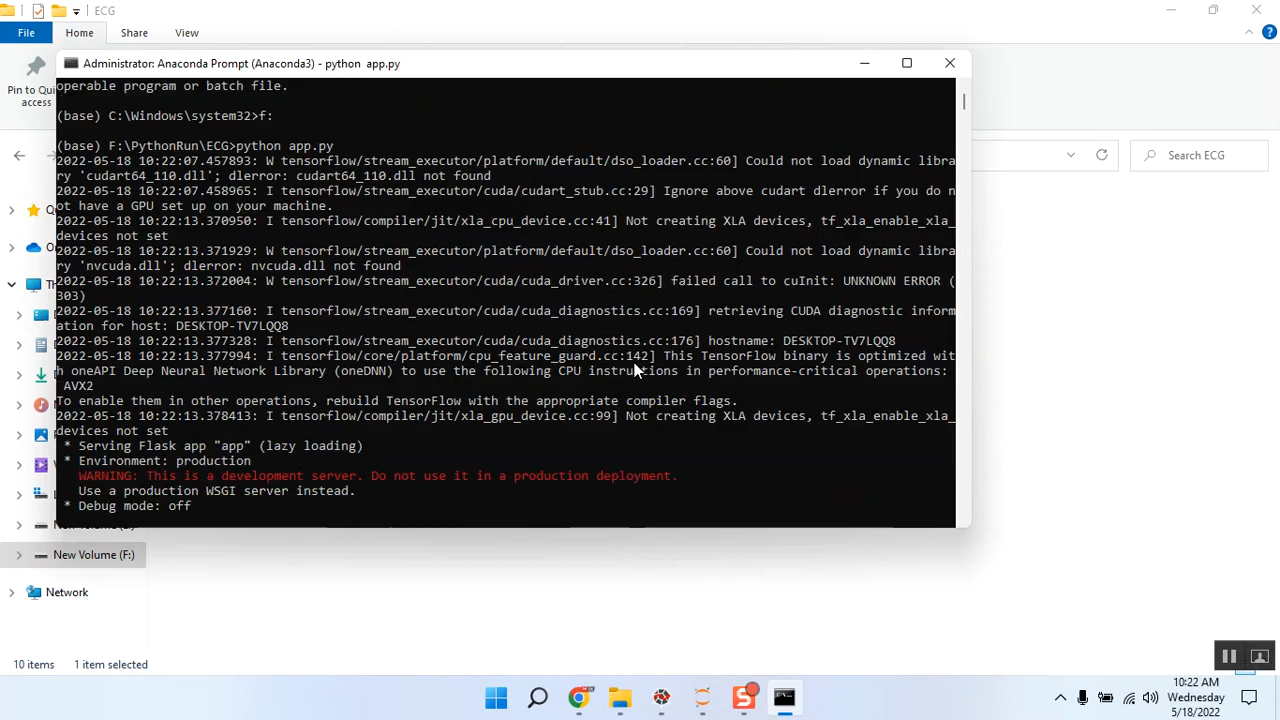 ECG
File
Home
Share
View
Pin to Quic
access
Administrator: Anaconda Prompt (Anaconda3) - python  app.py
operable program or batch file.
(base) C:\Windows\system32>f:
(base) F:\PythonRun\ECG>python app.py
2022-05-18 10:22:07.457893: W tensorflow/stream_executor/platform/default/dso_loader.cc:60] Could not load dynamic libra
ry 'cudart64_110.dll'; dlerror: cudart64_110.dll not found
2022-05-18 10:22:07.458965: I tensorflow/stream_executor/cuda/cudart_stub.cc:29] Ignore above cudart dlerror if you do n
ot have a GPU set up on your machine.
2022-05-18 10:22:13.370950: I tensorflow/compiler/jit/xla_cpu_device.cc:41] Not creating XLA devices, tf_xla_enable_xla_
devices not set
2022-05-18 10:22:13.371929: W tensorflow/stream_executor/platform/default/dso_loader.cc:60] Could not load dynamic libra
ry 'nvcuda.dll'; dlerror: nvcuda.dll not found
2022-05-18 10:22:13.372004: W tensorflow/stream_executor/cuda/cuda_driver.cc:326] failed call to cuInit: UNKNOWN ERROR (
303)
2022-05-18 10:22:13.377160: I tensorflow/stream_executor/cuda/cuda_diagnostics.cc:169] retrieving CUDA diagnostic inform
ation for host: DESKTOP-TV7LQQ8
2022-05-18 10:22:13.377328: I tensorflow/stream_executor/cuda/cuda_diagnostics.cc:176] hostname: DESKTOP-TV7LQQ8
2022-05-18 10:22:13.377994: I tensorflow/core/platform/cpu_feature_guard.cc:142] This TensorFlow binary is optimized wit
h oneAPI Deep Neural Network Library (oneDNN) to use the following CPU instructions in performance-critical operations:
AVX2
To enable them in other operations, rebuild TensorFlow with the appropriate compiler flags.
2022-05-18 10:22:13.378413: I tensorflow/compiler/jit/xla_gpu_device.cc:99] Not creating XLA devices, tf_xla_enable_xla_
devices not set
* Serving Flask app "app" (lazy loading)
* Environment: production
WARNING: This is a development server. Do not use it in a production deployment.
Use a production WSGI server instead.
* Debug mode: off
Search ECG
New Volume (F:)
Network
10 items
1 item selected
10:22 AM
Wednesday
5/18/2022